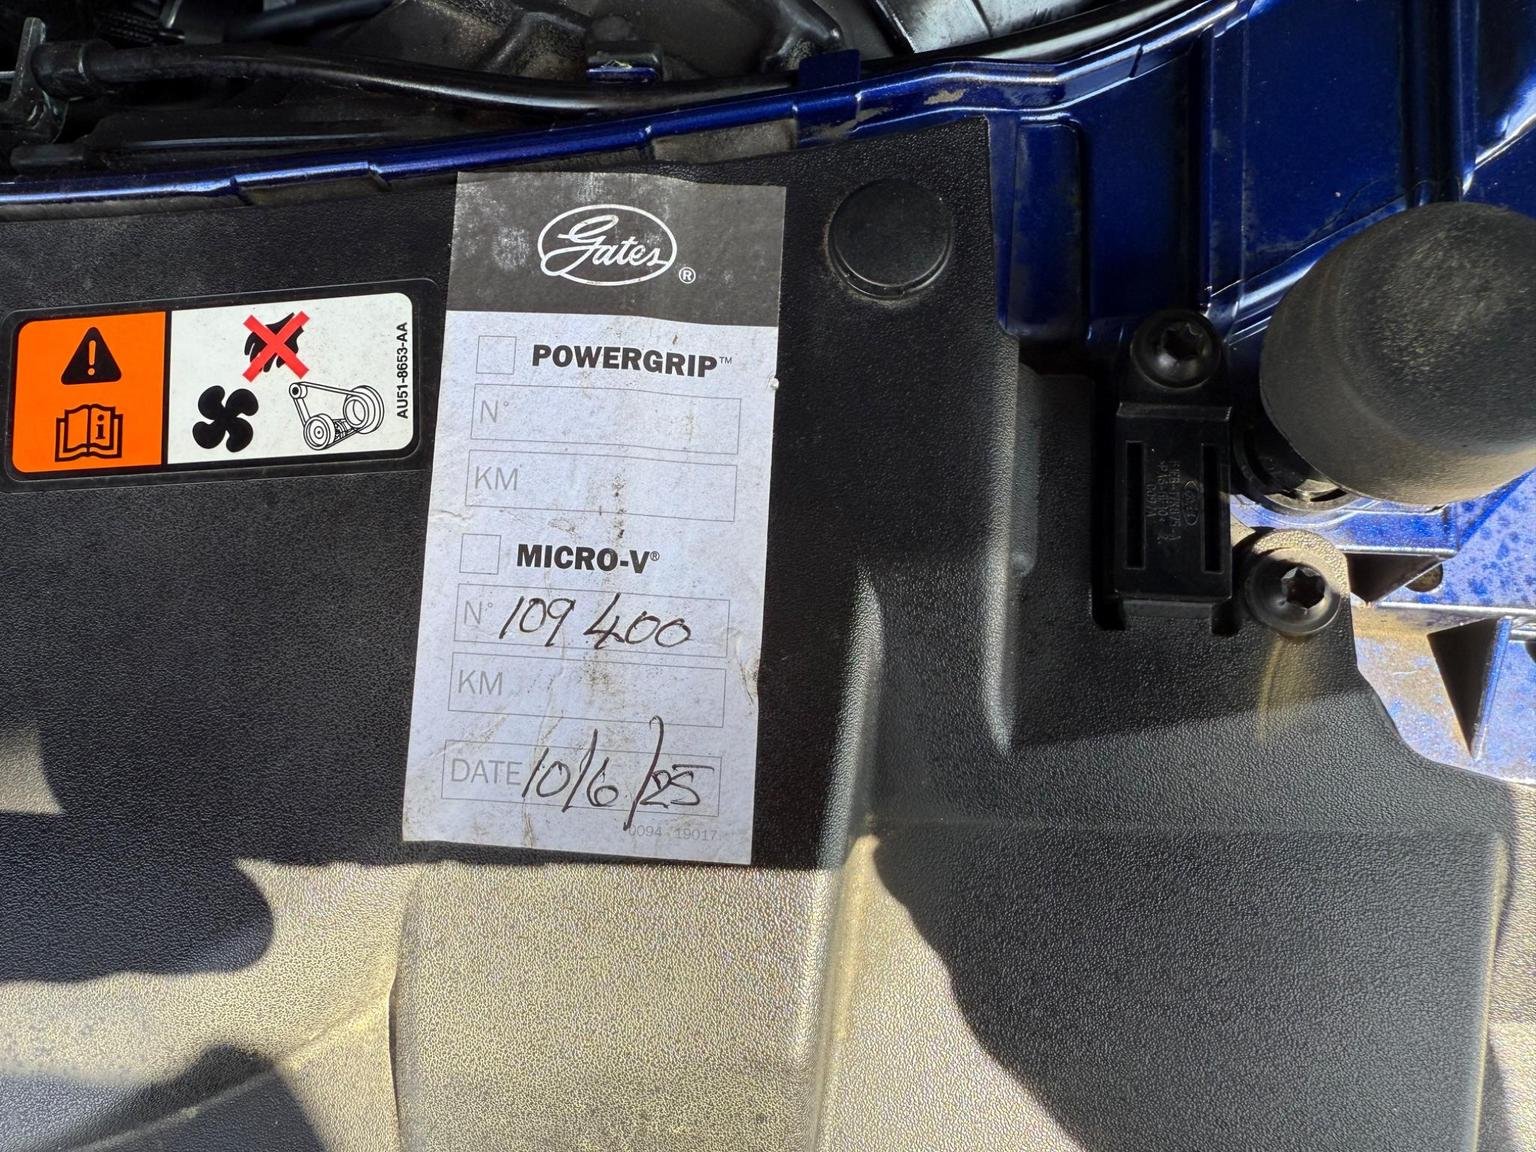 Gates®
POWERGRIP™
N°
KM
MICRO-V®
N° 109 400
KM
DATE 10/6/25
0094 - 19017
AU51-8653-AA